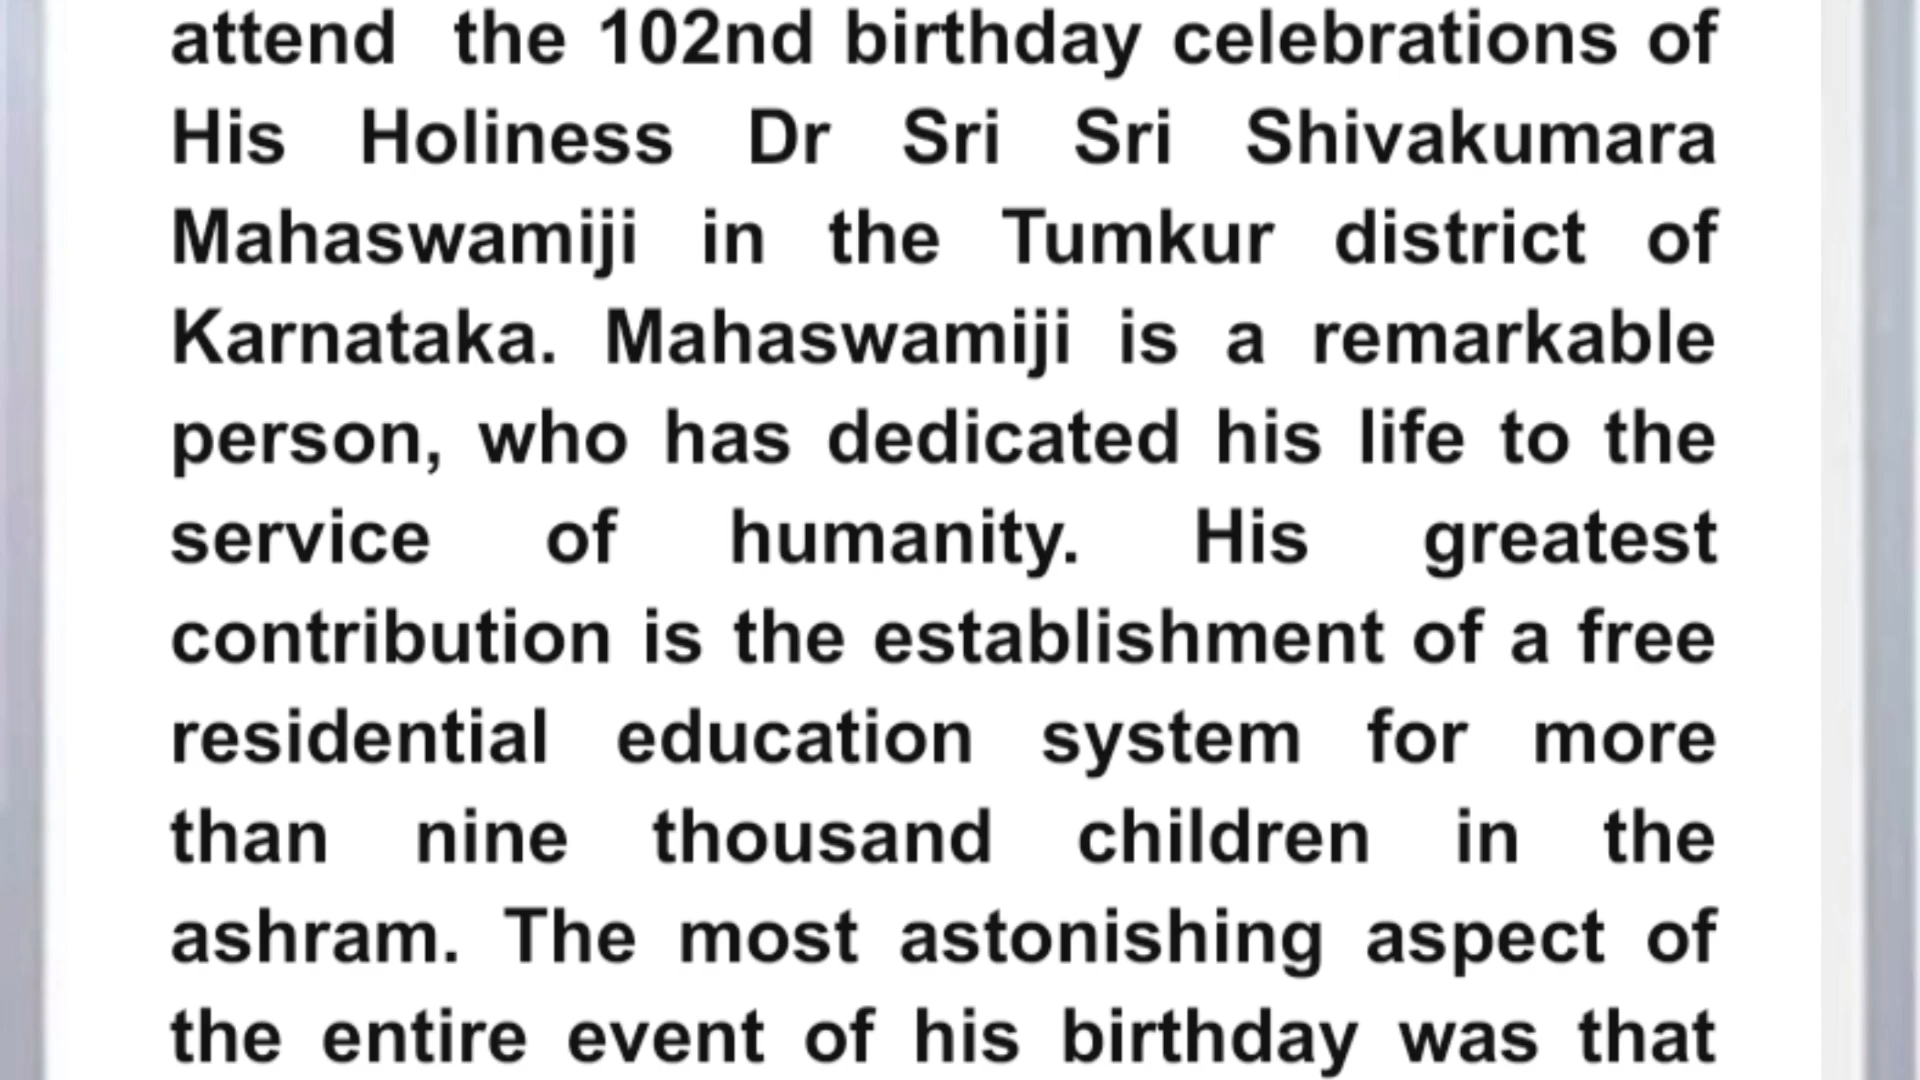 attend the 102nd birthday celebrations of
His Holiness Dr Sri Sri Shivakumara
Mahaswamiji in the Tumkur district of
Karnataka. Mahaswamiji is a remarkable
person, who has dedicated his life to the
service of humanity. His greatest
contribution is the establishment of a free
residential education system for more
than nine thousand children in the
ashram. The most astonishing aspect of
the entire event of his birthday was that